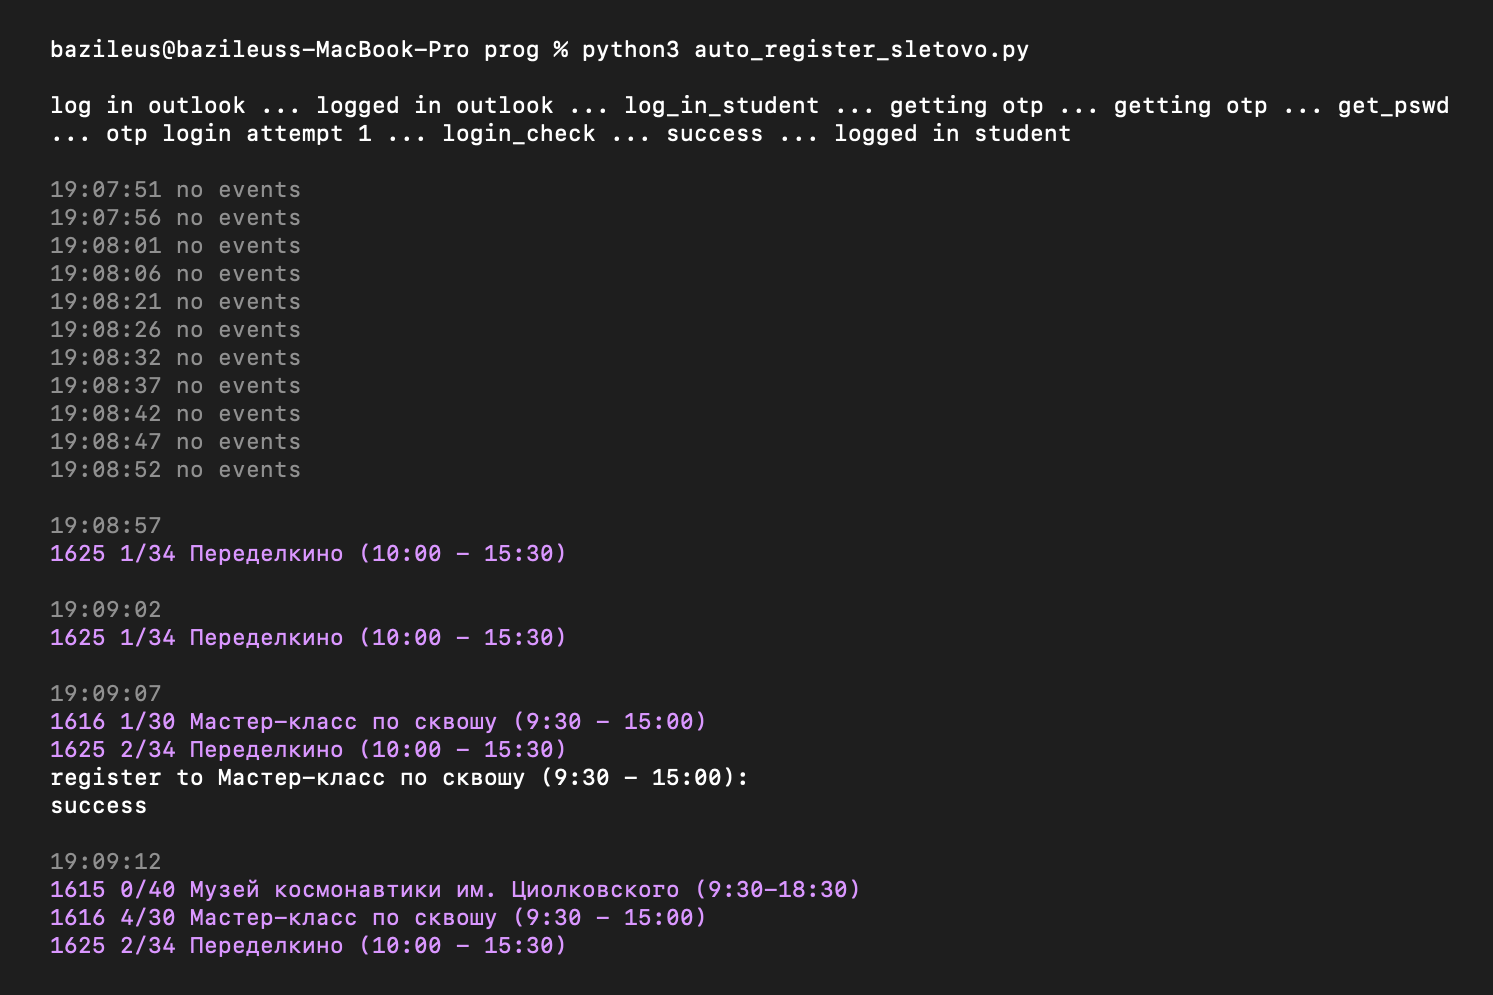 bazileus@bazileuss-MacBook-Pro prog % python3 auto_register_sletovo.py
log in outlook ... logged in outlook ... log_in_student ... getting otp ... getting otp ... get_pswd
... otp login attempt 1 ... login_check ... success ... logged in student
19:07:51 no events
19:07:56 no events
19:08:01 no events
19:08:06 no events
19:08:21 no events
19:08:26 no events
19:08:32 no events
19:08:37 no events
19:08:42 no events
19:08:47 no events
19:08:52 no events
19:08:57
1625 1/34 Переделкино (10:00 - 15:30)
19:09:02
1625 1/34 Переделкино (10:00 - 15:30)
19:09:07
1616 1/30 Мастер-класс по сквошу (9:30 - 15:00)
1625 2/34 Переделкино (10:00 - 15:30)
register to Мастер-класс по сквошу (9:30 - 15:00):
success
19:09:12
1615 0/40 Музей космонавтики им. Циолковского (9:30-18:30)
1616 4/30 Мастер-класс по сквошу (9:30 - 15:00)
1625 2/34 Переделкино (10:00 - 15:30)